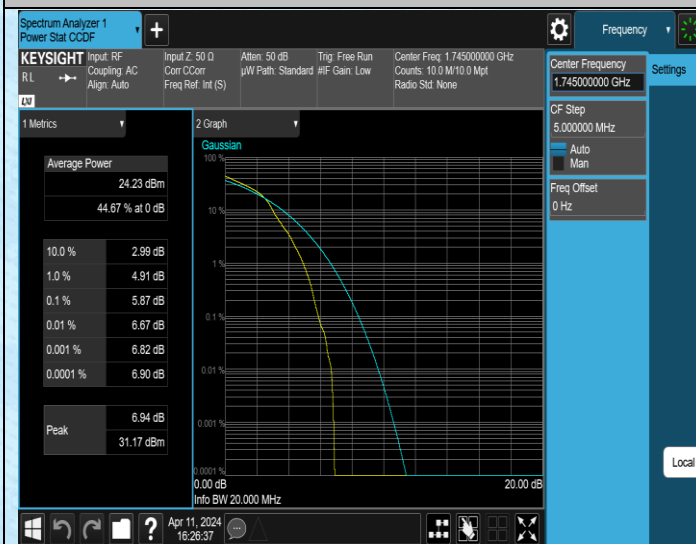 Spectrum Analyzer 1
Power Stat CCDF
Frequency
KEYSIGHT
RL
LXI
Input: RF
Coupling: AC
Align: Auto
Input Z: 50 Ω
Corr CCorr
Freq Ref: Int (S)
Atten: 50 dB
µW Path: Standard
Trig: Free Run
#IF Gain: Low
Center Freq: 1.745000000 GHz
Counts: 10.0 M/10.0 Mpt
Radio Std: None
Center Frequency
1.745000000 GHz
Settings
CF Step
5.000000 MHz
Auto
Man
Freq Offset
0 Hz
1 Metrics
Average Power
24.23 dBm
44.67 % at 0 dB
10.0 % 2.99 dB
1.0 % 4.91 dB
0.1 % 5.87 dB
0.01 % 6.67 dB
0.001 % 6.82 dB
0.0001 % 6.90 dB
Peak
6.94 dB
31.17 dBm
2 Graph
Gaussian
100 %
10 %
1 %
0.1 %
0.01 %
0.001 %
0.0001 %
0.00 dB 20.00 dB
Info BW 20.000 MHz
Local
Apr 11, 2024
16:26:37